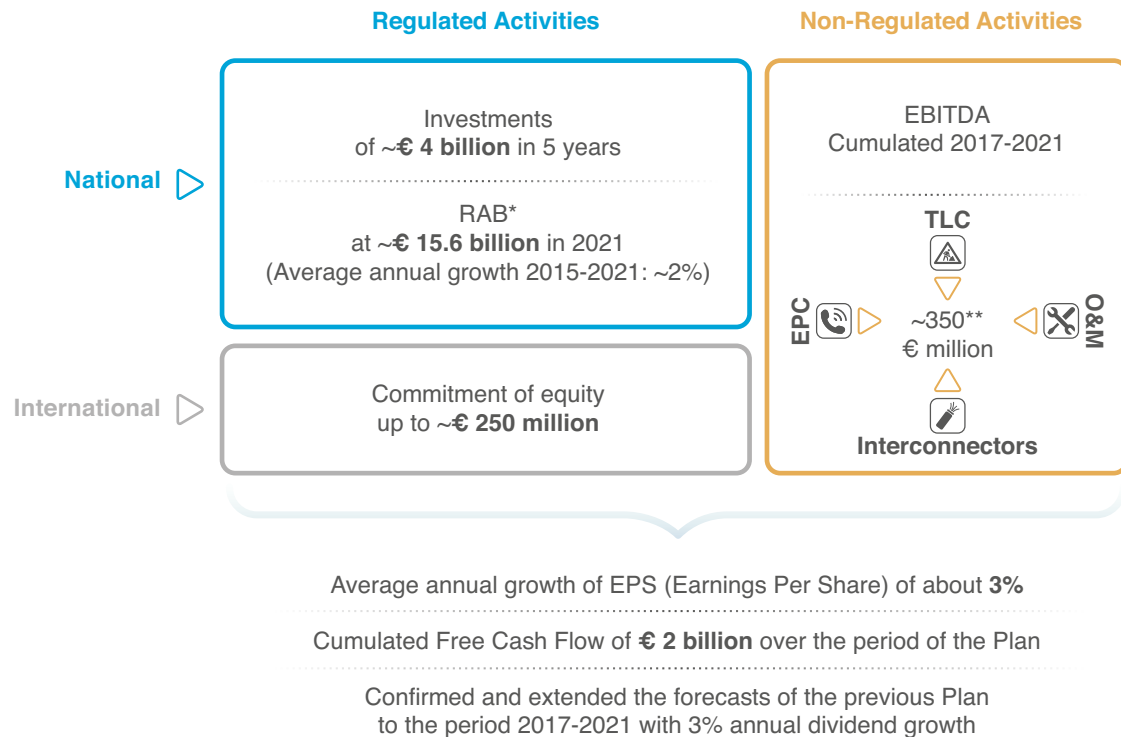 Regulated Activities
Non-Regulated Activities
National
Investments
of ~€ 4 billion in 5 years
RAB*
at ~€ 15.6 billion in 2021
(Average annual growth 2015-2021: ~2%)
EBITDA
Cumulated 2017-2021
TLC
EPC
~350**
€ million
O&M
Interconnectors
International
Commitment of equity
up to ~€ 250 million
Average annual growth of EPS (Earnings Per Share) of about 3%
Cumulated Free Cash Flow of € 2 billion over the period of the Plan
Confirmed and extended the forecasts of the previous Plan
to the period 2017-2021 with 3% annual dividend growth